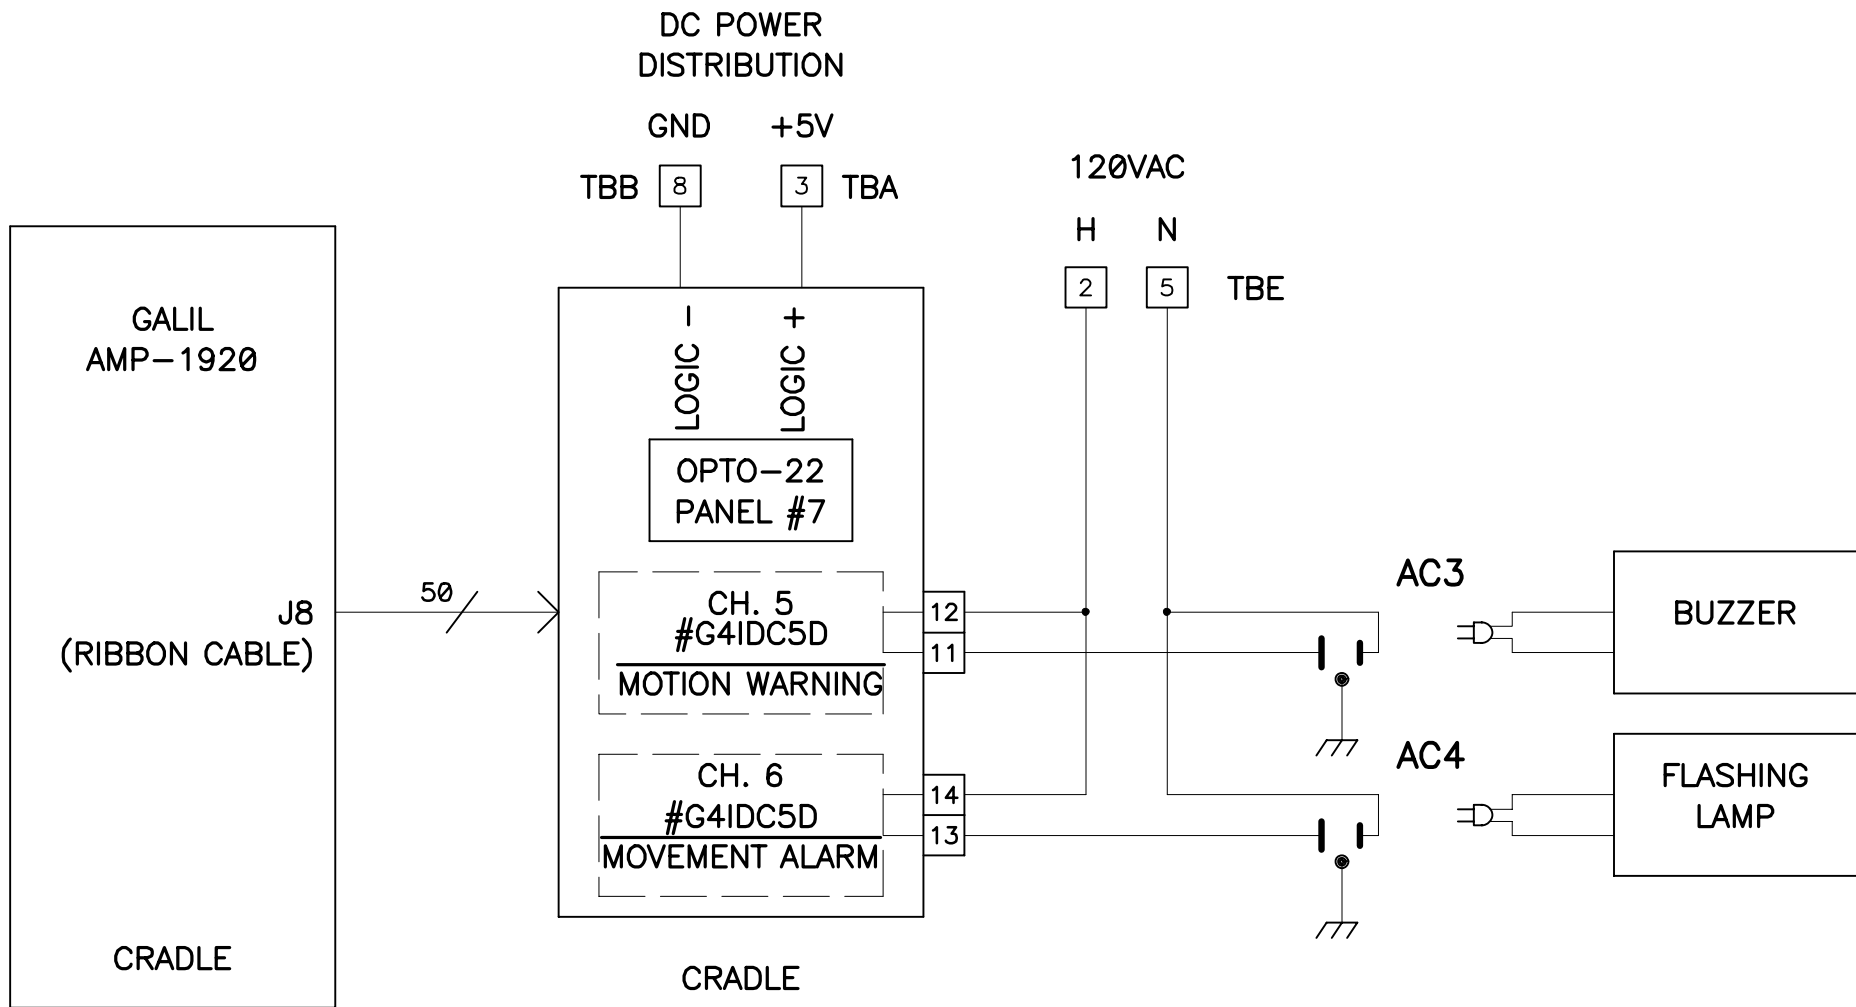 DC POWER
DISTRIBUTION
GND +5V
TBB 8 3 TBA
120VAC
H N
2 5 TBE
GALIL
AMP-1920
LOGIC -
LOGIC +
OPTO-22
PANEL #7
J8
(RIBBON CABLE)
50
CH. 5
#G4IDC5D
MOTION WARNING
12
11
AC3
BUZZER
CH. 6
#G4IDC5D
MOVEMENT ALARM
14
13
AC4
FLASHING
LAMP
CRADLE
CRADLE